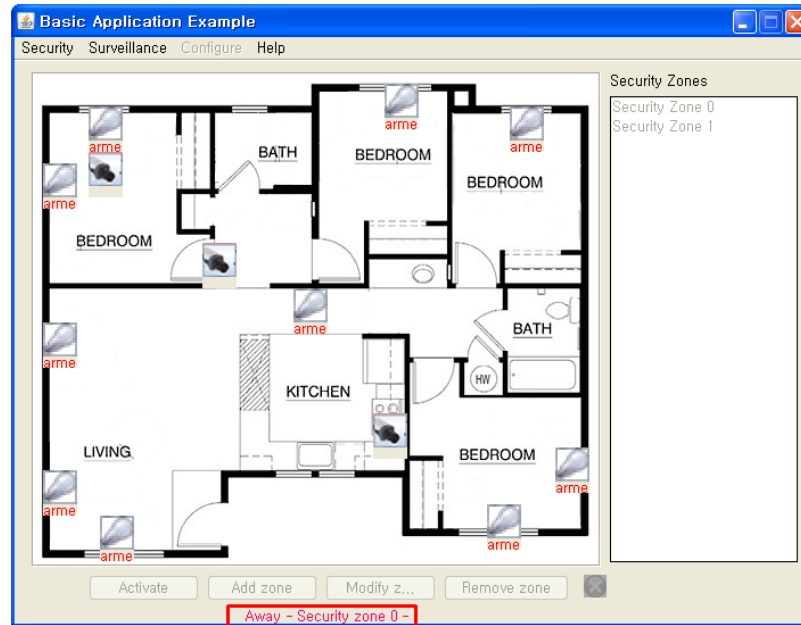 Basic Application Example
Security Surveillance Configure Help
Security Zones
Security Zone 0
Security Zone 1
arme
arme
arme
BATH
BEDROOM
BEDROOM
arme
BEDROOM
arme
BATH
arme
KITCHEN
HW
LIVING
BEDROOM
arme
arme
arme
arme
Activate Add zone Modify z... Remove zone
Away - Security zone 0 -